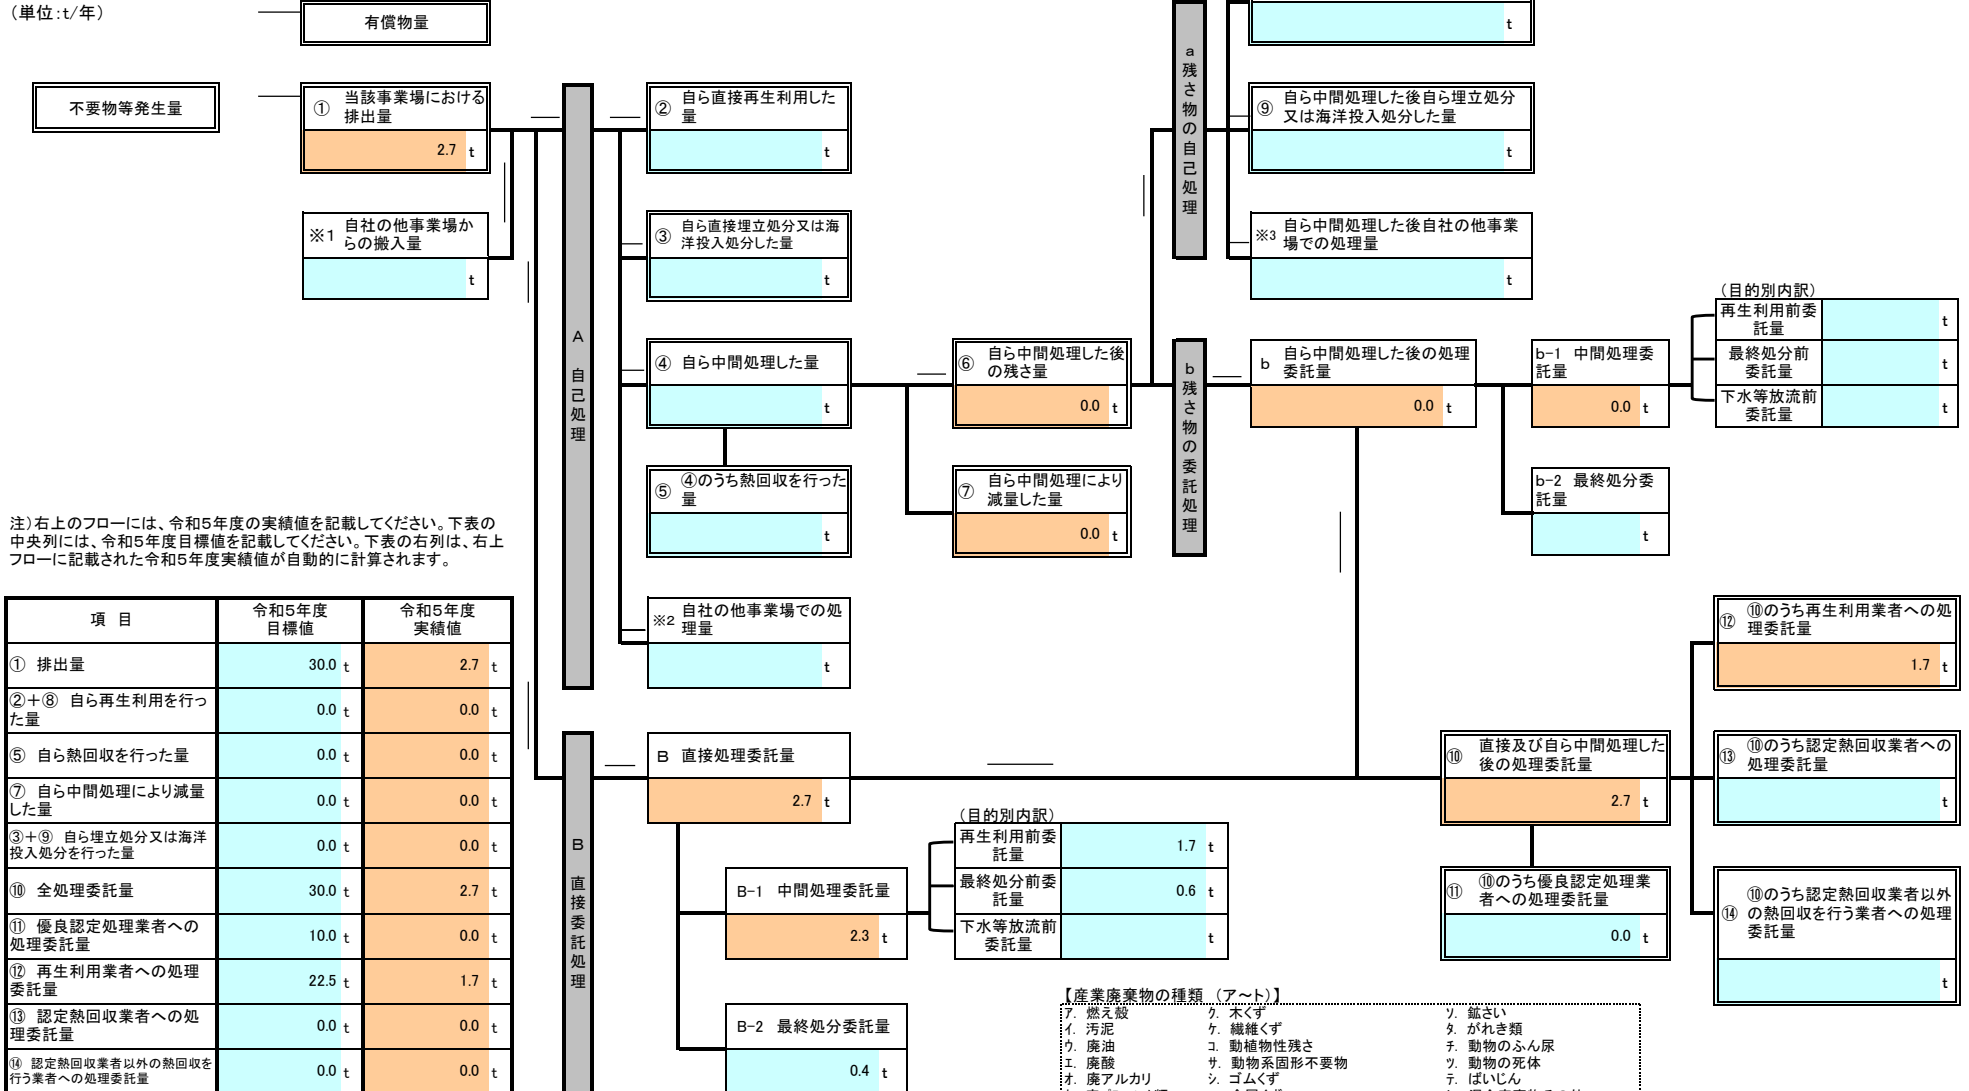 （単位：t/年）
有償物量
t
不要物等発生量
① 当該事業場における
排出量
2.7 t
※1 自社の他事業場か
らの搬入量
t
A 自己処理
② 自ら直接再生利用した
量
t
③ 自ら直接埋立処分又は海
洋投入処分した量
t
④ 自ら中間処理した量
t
⑤ ④のうち熱回収を行った
量
t
※2 自社の他事業場での処
理量
t
⑥ 自ら中間処理した後
の残さ量
0.0 t
⑦ 自ら中間処理により
減量した量
0.0 t
a 残さ物の自己処理
⑨ 自ら中間処理した後自ら埋立処分
又は海洋投入処分した量
t
※3 自ら中間処理した後自社の他事業
場での処理量
t
b 残さ物の委託処理
b 自ら中間処理した後の処理
委託量
0.0 t
b-1 中間処理委
託量
0.0 t
b-2 最終処分委
託量
t
（目的別内訳）
再生利用前委
託量
t
最終処分前
委託量
t
下水等放流前
委託量
t
注）右上のフローには、令和５年度の実績値を記載してください。下表の
中央列には、令和５年度目標値を記載してください。下表の右列は、右上
フローに記載された令和５年度実績値が自動的に計算されます。
項 目 令和５年度
目標値 令和５年度
実績値
① 排出量 30.0 t 2.7 t
②＋⑧ 自ら再生利用を行っ
た量 0.0 t 0.0 t
⑤ 自ら熱回収を行った量 0.0 t 0.0 t
⑦ 自ら中間処理により減量
した量 0.0 t 0.0 t
③＋⑨ 自ら埋立処分又は海洋
投入処分を行った量 0.0 t 0.0 t
⑩ 全処理委託量 30.0 t 2.7 t
⑪ 優良認定処理業者への
処理委託量 10.0 t 0.0 t
⑫ 再生利用業者への処理
委託量 22.5 t 1.7 t
⑬ 認定熱回収業者への処
理委託量 0.0 t 0.0 t
⑭ 認定熱回収業者以外の熱回収を
行う業者への処理委託量 0.0 t 0.0 t
B 直接委託処理
B 直接処理委託量
2.7 t
B-1 中間処理委託量
2.3 t
B-2 最終処分委託量
0.4 t
（目的別内訳）
再生利用前委
託量
1.7 t
最終処分前委
託量
0.6 t
下水等放流前
委託量
t
⑩ 直接及び自ら中間処理した
後の処理委託量
2.7 t
⑪ ⑩のうち優良認定処理業
者への処理委託量
0.0 t
⑫ ⑩のうち再生利用業者への処
理委託量
1.7 t
⑬ ⑩のうち認定熱回収業者への
処理委託量
t
⑭ ⑩のうち認定熱回収業者以外
の熱回収を行う業者への処理
委託量
t
【産業廃棄物の種類 （ア～ト）】
ア. 燃え殻 ク. 木くず ソ. 鉱さい
イ. 汚泥 ケ. 繊維くず タ. がれき類
ウ. 廃油 コ. 動植物性残さ チ. 動物のふん尿
エ. 廃酸 サ. 動物系固形不要物 ツ. 動物の死体
オ. 廃アルカリ シ. ゴムくず テ. ばいじん